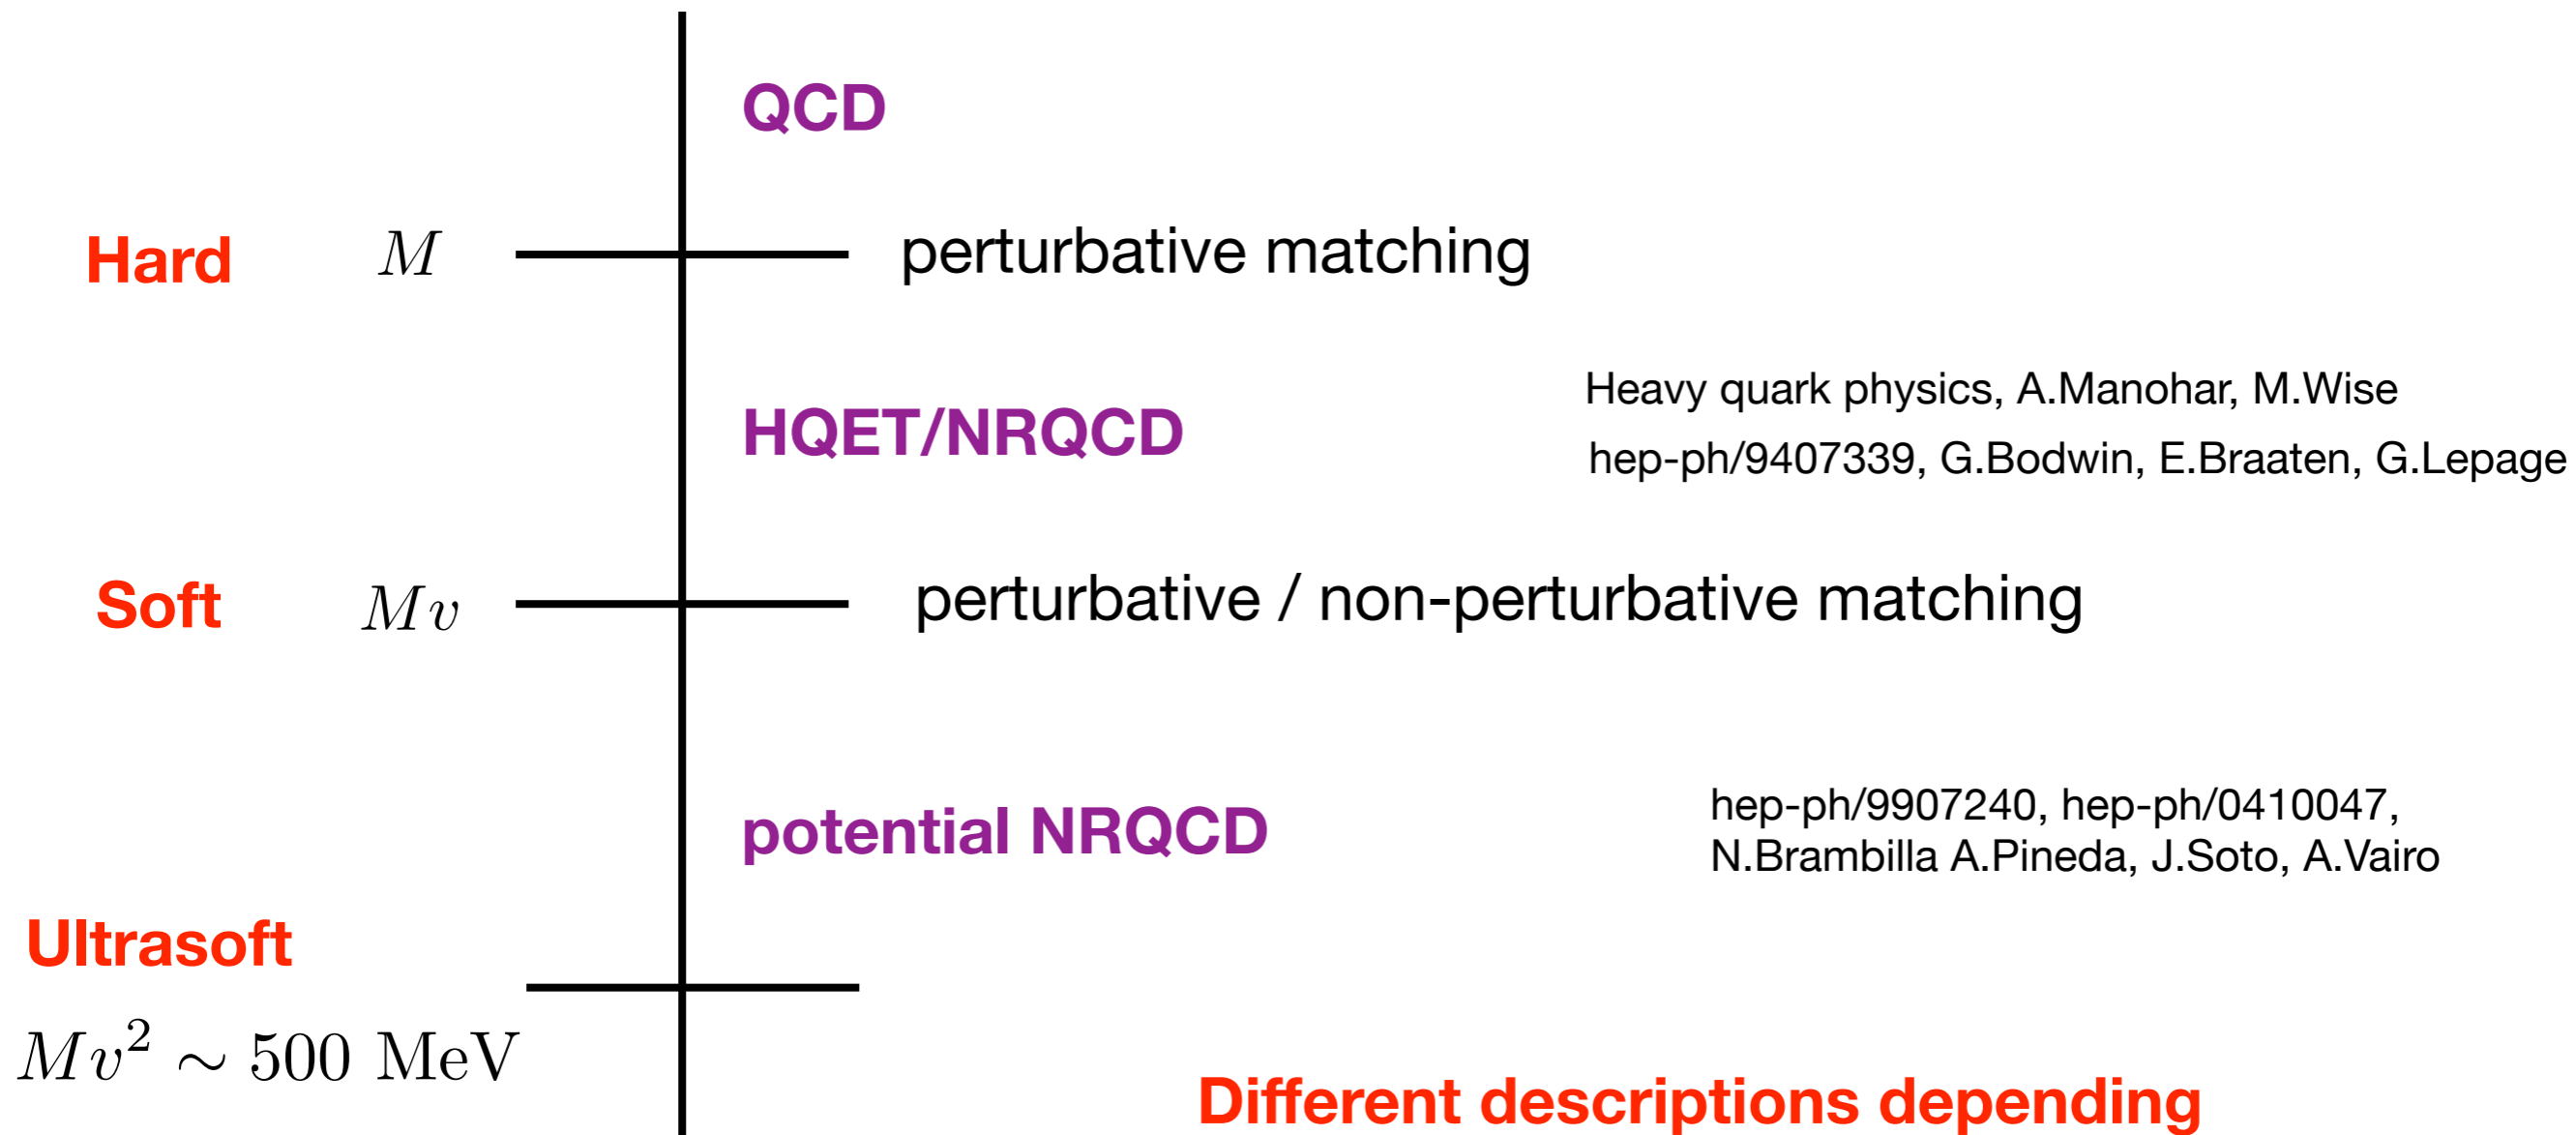 QCD
Hard M perturbative matching
Heavy quark physics, A.Manohar, M.Wise
HQET/NRQCD
hep-ph/9407339, G.Bodwin, E.Braaten, G.Lepage
Soft Mv perturbative / non-perturbative matching
hep-ph/9907240, hep-ph/0410047,
potential NRQCD
N.Brambilla A.Pineda, J.Soto, A.Vairo
Ultrasoft
Mv² ∼ 500 MeV
Different descriptions depending